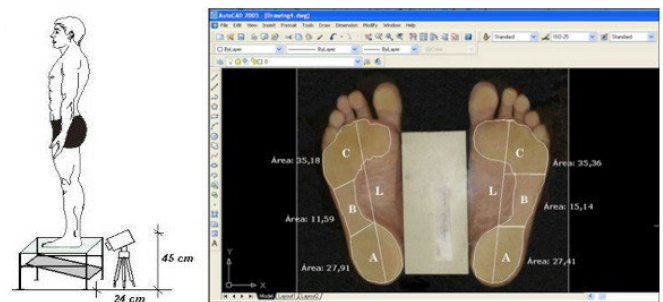 45 cm
24 cm
AutoCAD 2005 - [Drawing4.dwg]
File Edit View Insert Format Tools Draw Dimension Modify Window Help
Standard ISO-25 Standard
ByLayer ByLayer ByLayer ByColor
0
C C
Área: 35,18 Área: 35,36
L L
B B
Área: 11,59 Área: 15,14
A A
Área: 27,91 Área: 27,41
Y
X
Model Layout1 Layout2